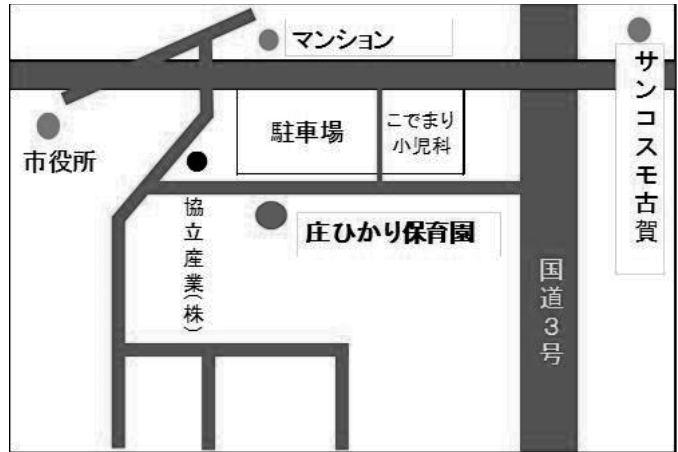 マンション
サンコスモ古賀
駐車場
こでまり
小児科
市役所
協立産業(株)
庄ひかり保育園
国道3号